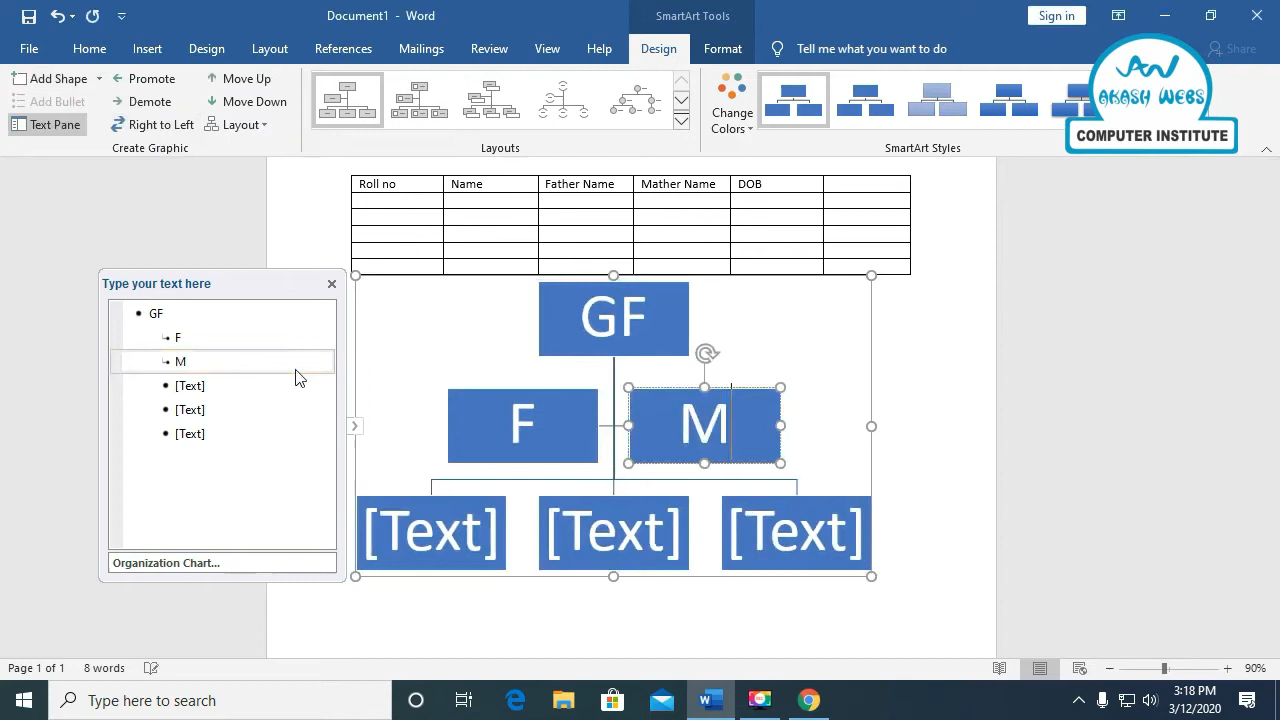 Document1 - Word
SmartArt Tools
Sign in
File Home Insert Design Layout References Mailings Review View Help Design Format Tell me what you want to do Share
Add Shape Promote Move Up
Add Bullet Demote Move Down
Text Pane Right to Left Layout
Create Graphic
Layouts
Change
Colors
SmartArt Styles
AW
AKASH WEBS
COMPUTER INSTITUTE
Roll no Name Father Name Mather Name DOB
Type your text here
GF
F
M
[Text]
[Text]
[Text]
Organization Chart...
GF
F M
[Text] [Text] [Text]
Page 1 of 1 8 words 90%
Type here to search
3:18 PM
3/12/2020